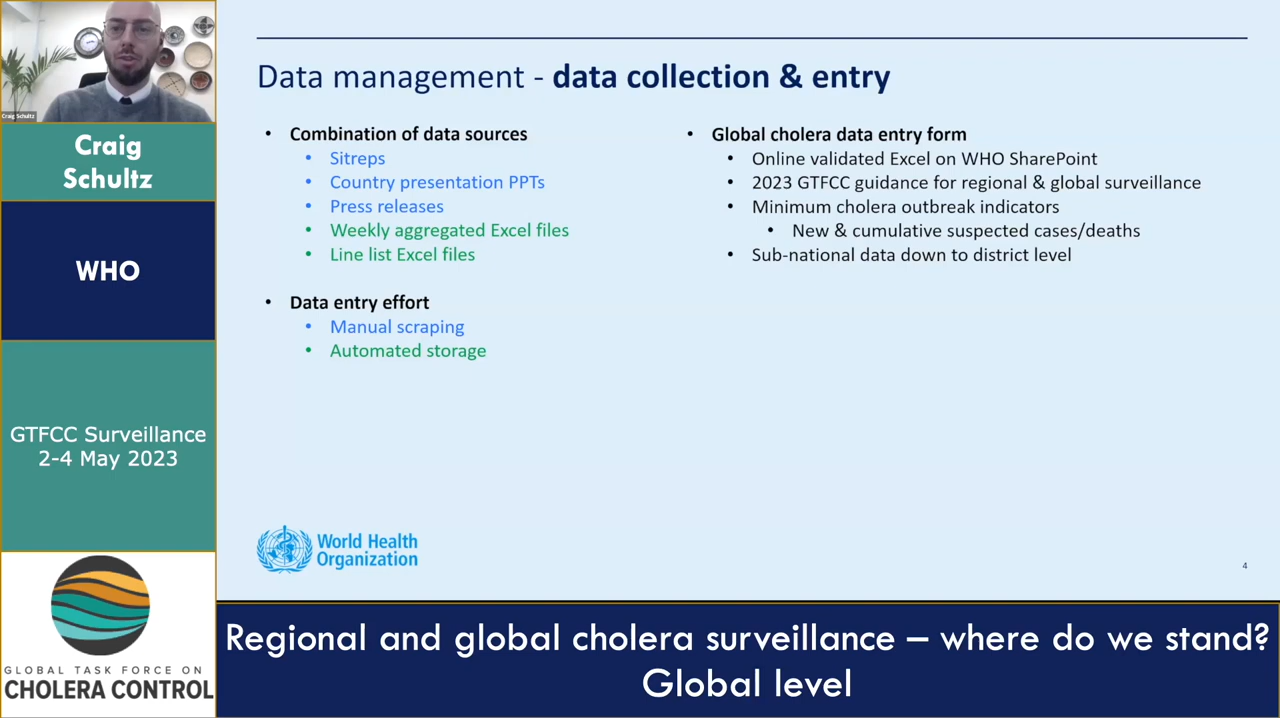 Craig Schultz
Craig
Schultz
WHO
GTFCC Surveillance
2-4 May 2023
GLOBAL TASK FORCE ON
CHOLERA CONTROL
Data management - data collection & entry
• Combination of data sources
• Sitreps
• Country presentation PPTs
• Press releases
• Weekly aggregated Excel files
• Line list Excel files
• Data entry effort
• Manual scraping
• Automated storage
• Global cholera data entry form
• Online validated Excel on WHO SharePoint
• 2023 GTFCC guidance for regional & global surveillance
• Minimum cholera outbreak indicators
• New & cumulative suspected cases/deaths
• Sub-national data down to district level
World Health
Organization
4
Regional and global cholera surveillance – where do we stand?
Global level